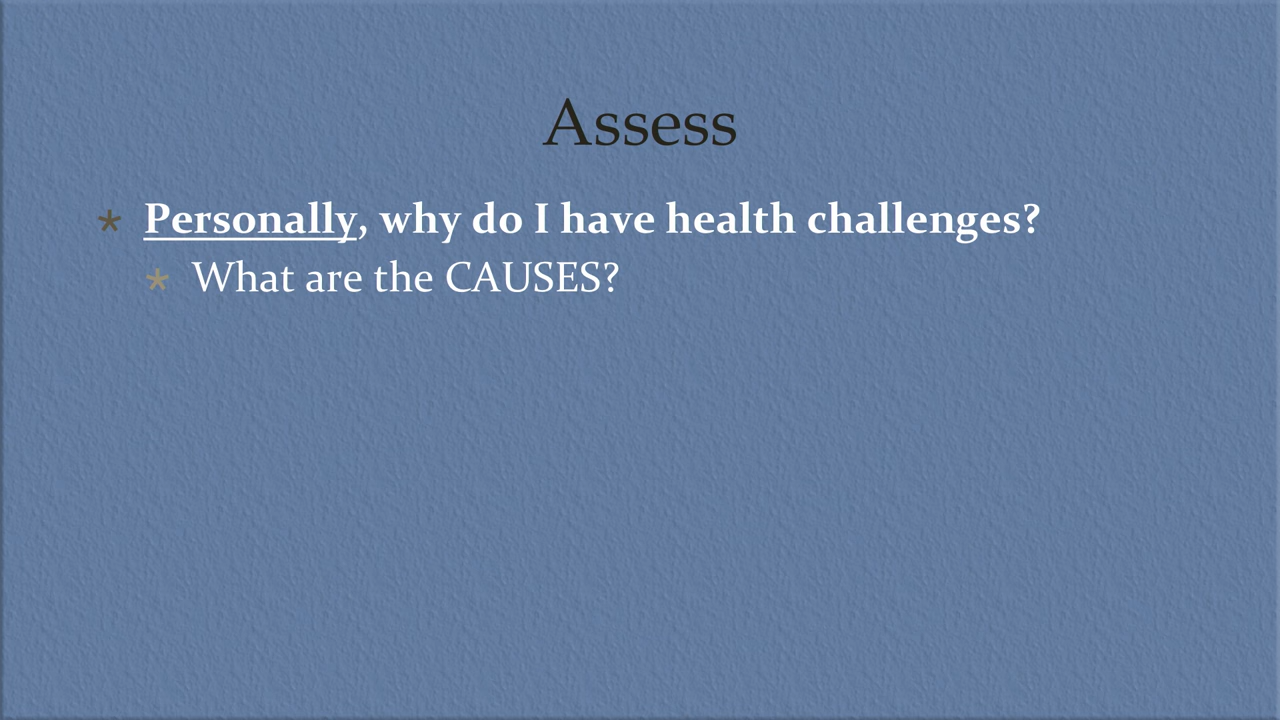 Assess
* Personally, why do I have health challenges?
* What are the CAUSES?